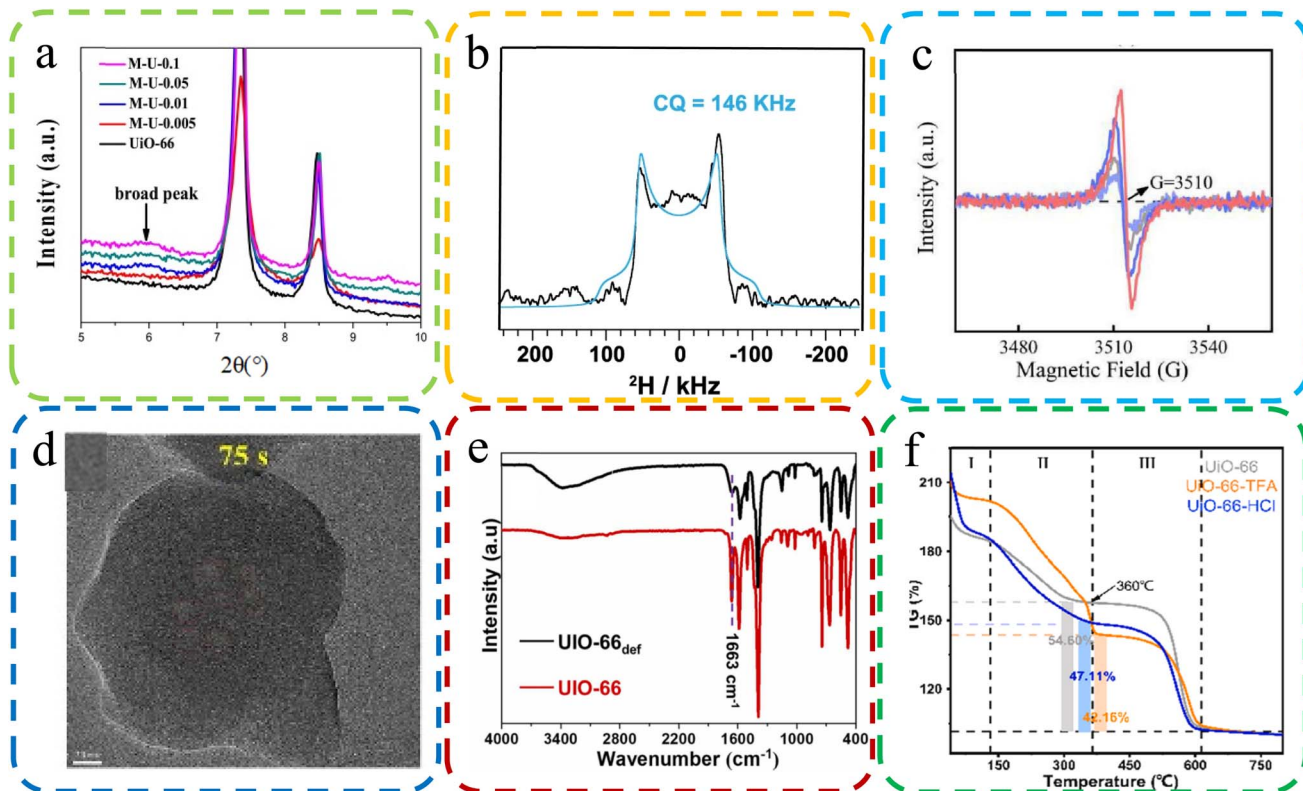 a
M-U-0.1
M-U-0.05
M-U-0.01
M-U-0.005
UiO-66
broad peak
Intensity (a.u.)
5 6 7 8 9 10
2θ(°)
b
CQ = 146 KHz
200 100 0 -100 -200
²H / kHz
c
G=3510
Intensity (a.u.)
3480 3510 3540
Magnetic Field (G)
d
75 s
e
Intensity (a.u)
UIO-66def
UIO-66
1663 cm⁻¹
4000 3400 2800 2200 1600 1000 400
Wavenumber (cm⁻¹)
f
I II III
UiO-66
UiO-66-TFA
UiO-66-HCl
210
180
150
120
TG (%)
360℃
54.60%
47.11%
42.16%
150 300 450 600 750
Temperature (℃)